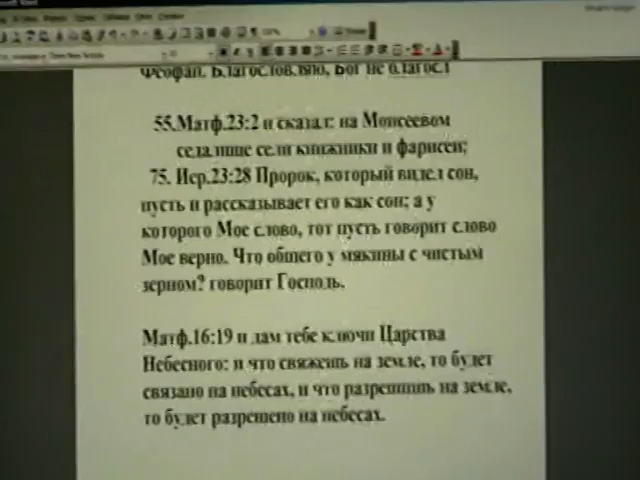 Феофан. Благословляю, Бог не благосл
55.Матф.23:2 и сказал: на Моисеевом
седалище сели книжники и фарисеи;
75. Иер.23:28 Пророк, который видел сон,
пусть и рассказывает его как сон; а у
которого Мое слово, тот пусть говорит слово
Мое верно. Что общего у мякины с чистым
зерном? говорит Господь.
Матф.16:19 и дам тебе ключи Царства
Небесного: и что свяжешь на земле, то будет
связано на небесах, и что разрешишь на земле,
то будет разрешено на небесах.